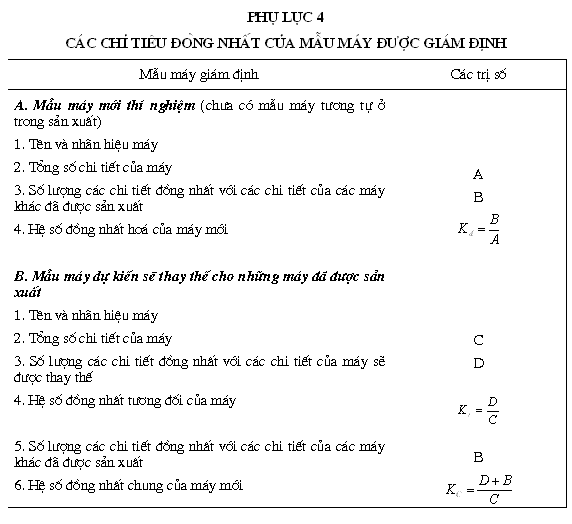 PHỤ LỤC 4
CÁC CHỈ TIÊU ĐỒNG NHẤT CỦA MẪU MÁY ĐƯỢC GIÁM ĐỊNH
Mẫu máy giám định Các trị số
A. Mẫu máy mới thí nghiệm (chưa có mẫu máy tương tự ở
trong sản xuất)
1. Tên và nhãn hiệu máy
2. Tổng số chi tiết của máy A
3. Số lượng các chi tiết đồng nhất với các chi tiết của các máy
khác đã được sản xuất B
4. Hệ số đồng nhất hoá của máy mới K_d = B/A
B. Mẫu máy dự kiến sẽ thay thế cho những máy đã được sản
xuất
1. Tên và nhãn hiệu máy
2. Tổng số chi tiết của máy C
3. Số lượng các chi tiết đồng nhất với các chi tiết của máy sẽ
được thay thế D
4. Hệ số đồng nhất tương đối của máy K_r = D/C
5. Số lượng các chi tiết đồng nhất với các chi tiết của các máy
khác đã được sản xuất B
6. Hệ số đồng nhất chung của máy mới K_C = D + B/C